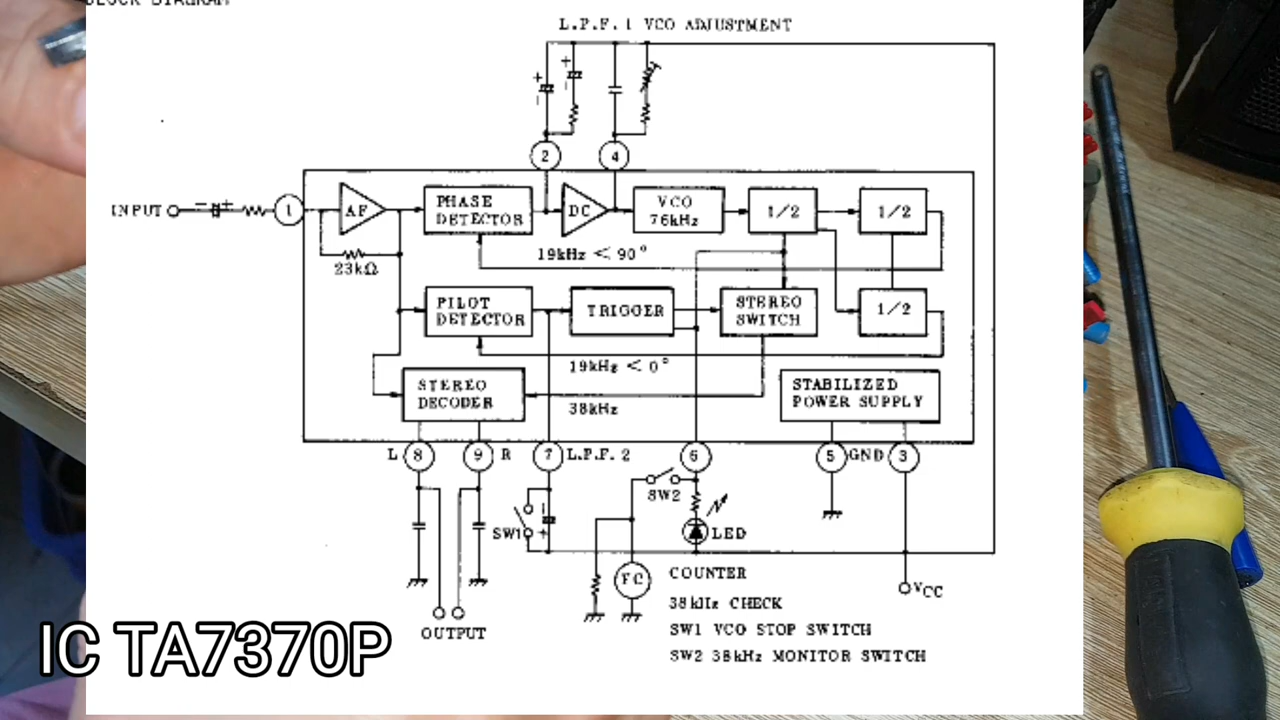 BLOCK DIAGRAM
L.P.F. 1 VCO ADJUSTMENT
+
+
-
-
2
4
INPUT
- +
1
AF
PHASE
DETECTOR
DC
VCO
76kHz
1/2
1/2
23kΩ
19kHz < 90°
PILOT
DETECTOR
TRIGGER
STEREO
SWITCH
1/2
19kHz < 0°
STEREO
DECODER
38kHz
STABILIZED
POWER SUPPLY
L
8
9
R
7
L.P.F. 2
6
5
GND
3
SW2
SW1
-
+
LED
FC
COUNTER
38kHz CHECK
SW1 VCO STOP SWITCH
SW2 38kHz MONITOR SWITCH
VCC
OUTPUT
IC TA7370P